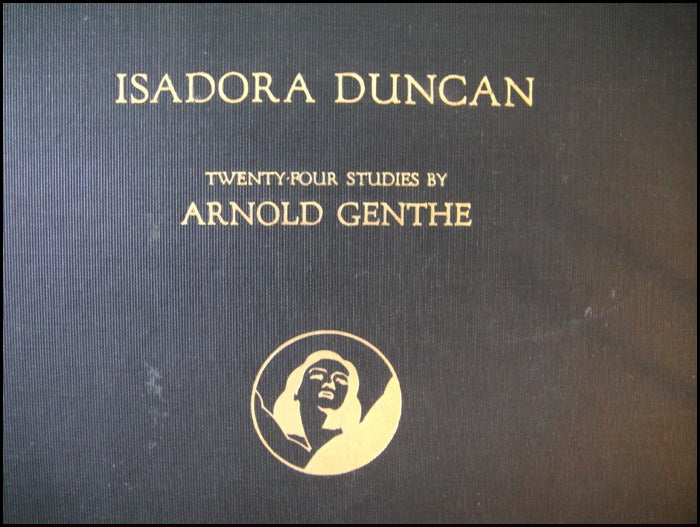 ISADORA DUNCAN
TWENTY·FOUR STUDIES BY
ARNOLD GENTHE